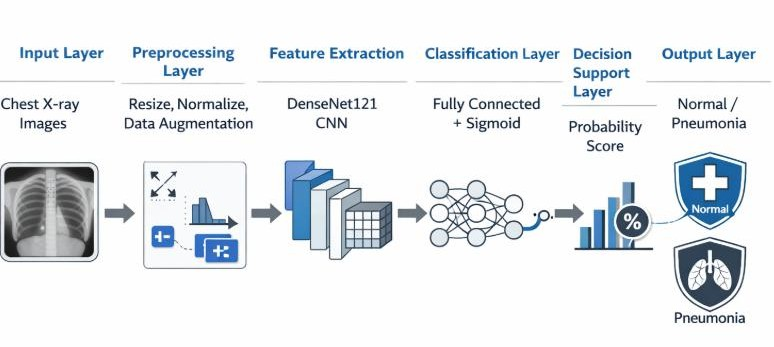 Input Layer
Chest X-ray
Images
Preprocessing
Layer
Resize, Normalize,
Data Augmentation
Feature Extraction
DenseNet121
CNN
Classification Layer
Fully Connected
+ Sigmoid
Decision
Support
Layer
Probability
Score
%
Output Layer
Normal /
Pneumonia
Normal
Pneumonia